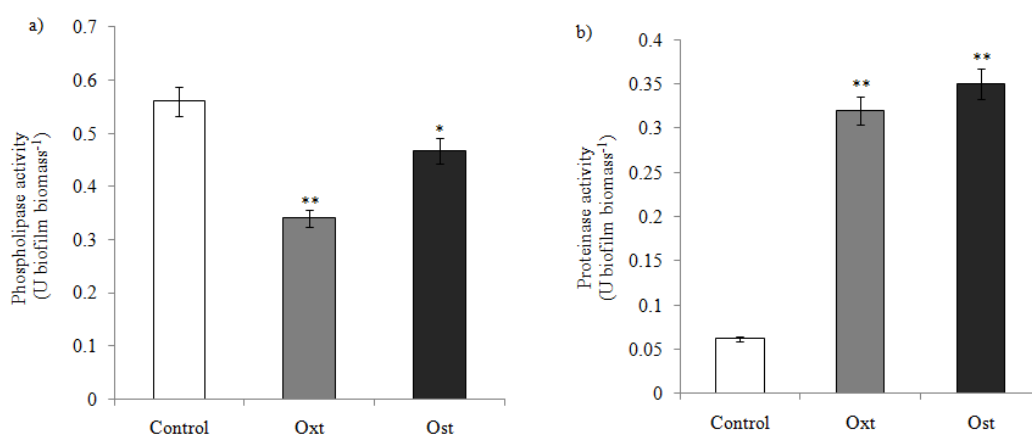 a)
Phospholipase activity
(U biofilm biomass⁻¹)
0.7
0.6
0.5
0.4
0.3
0.2
0.1
0
**
*
Control Oxt Ost
b)
Proteinase activity
(U biofilm biomass⁻¹)
0.4
0.35
0.3
0.25
0.2
0.15
0.1
0.05
0
**
**
Control Oxt Ost